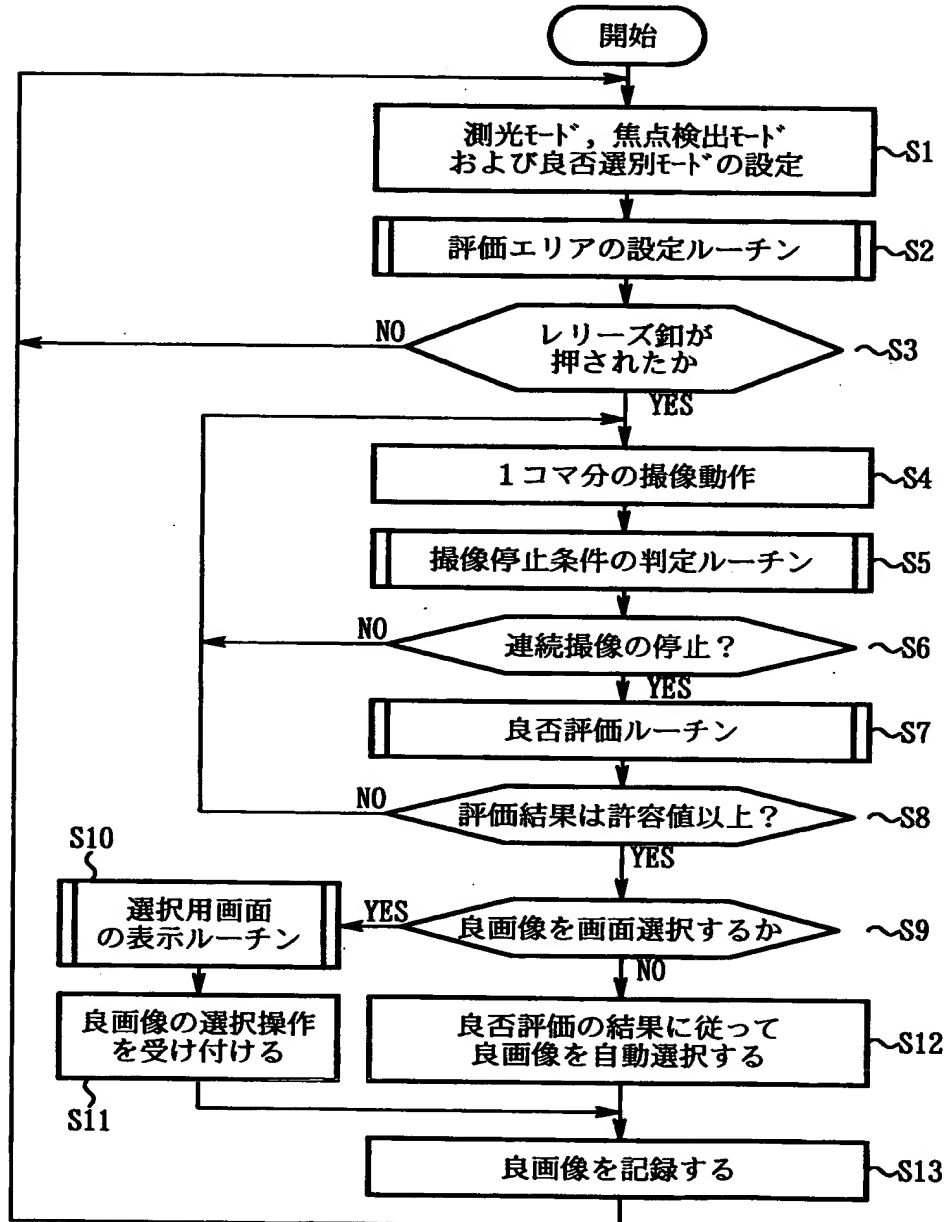 開始
測光ﾓｰﾄﾞ, 焦点検出ﾓｰﾄﾞ
および良否選別ﾓｰﾄﾞの設定
S1
評価エリアの設定ルーチン
S2
レリーズ釦が
押されたか
S3
NO
YES
1コマ分の撮像動作
S4
撮像停止条件の判定ルーチン
S5
連続撮像の停止？
S6
NO
YES
良否評価ルーチン
S7
評価結果は許容値以上？
S8
NO
YES
良画像を画面選択するか
S9
YES
NO
S10
選択用画面
の表示ルーチン
良画像の選択操作
を受け付ける
S11
良否評価の結果に従って
良画像を自動選択する
S12
良画像を記録する
S13